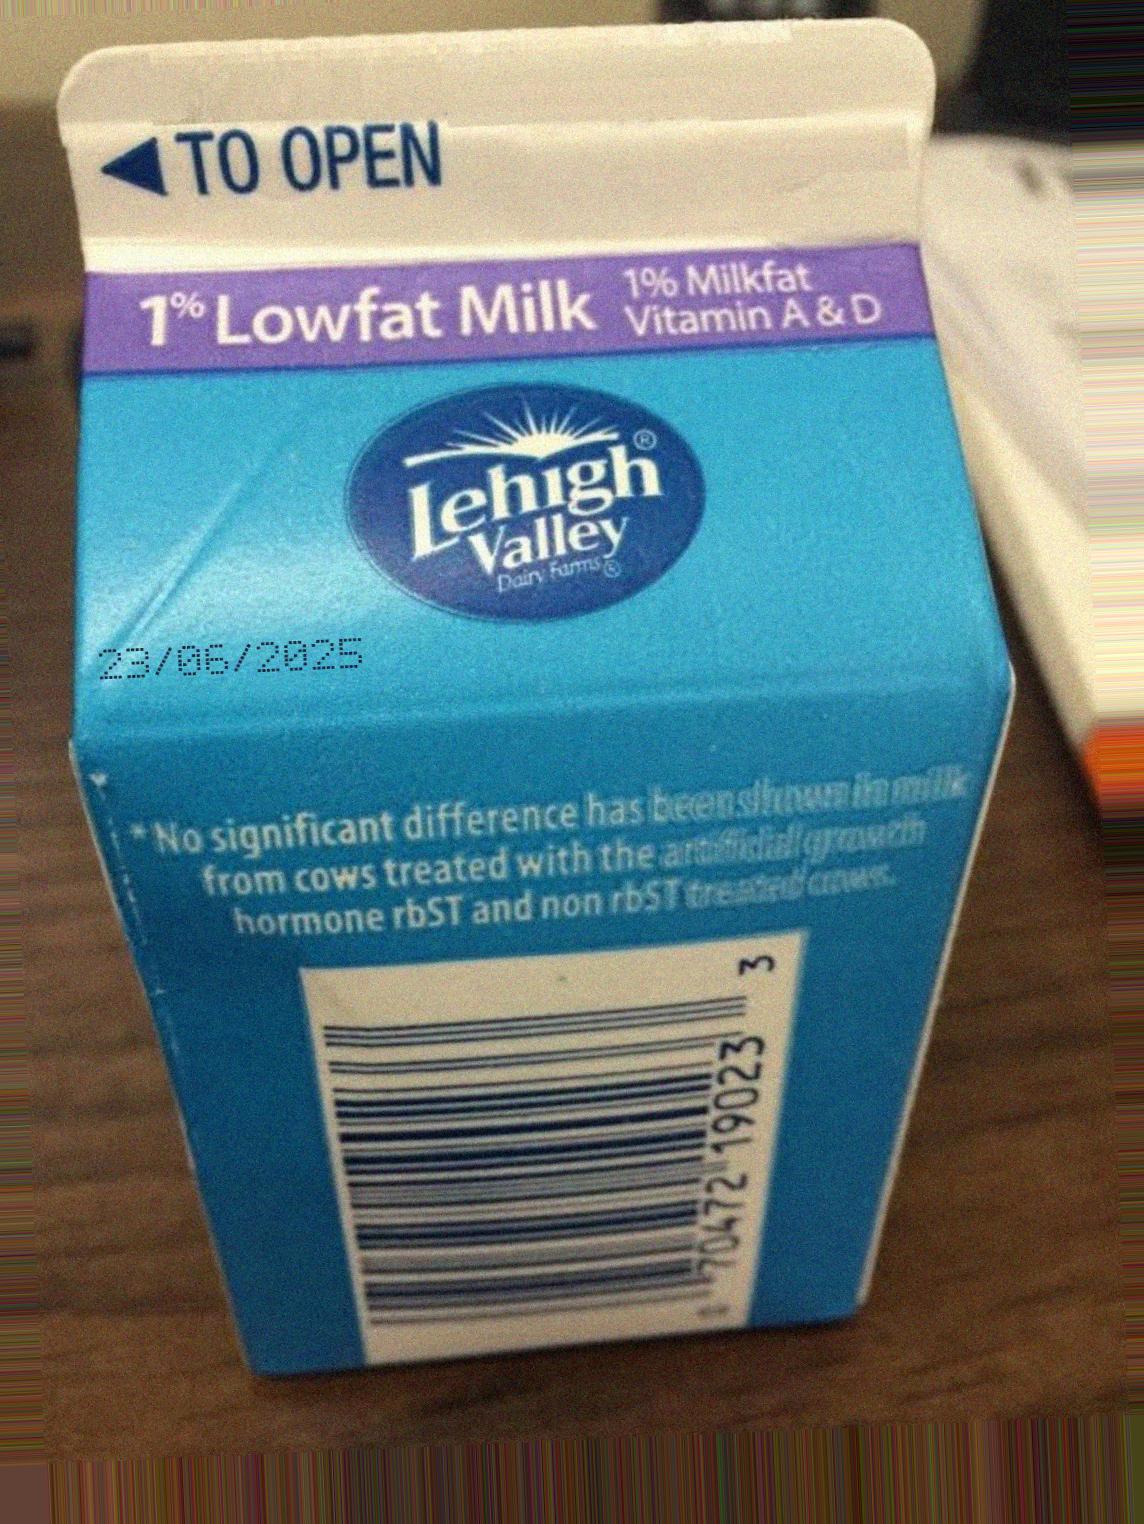 TO OPEN
1% Lowfat Milk
1% Milkfat
Vitamin A & D
Lehigh®
Valley
Dairy Farms®
23/06/2025
*No significant difference has been shown in milk
from cows treated with the artificial growth
hormone rbST and non rbST treated cows.
70472 19023 3